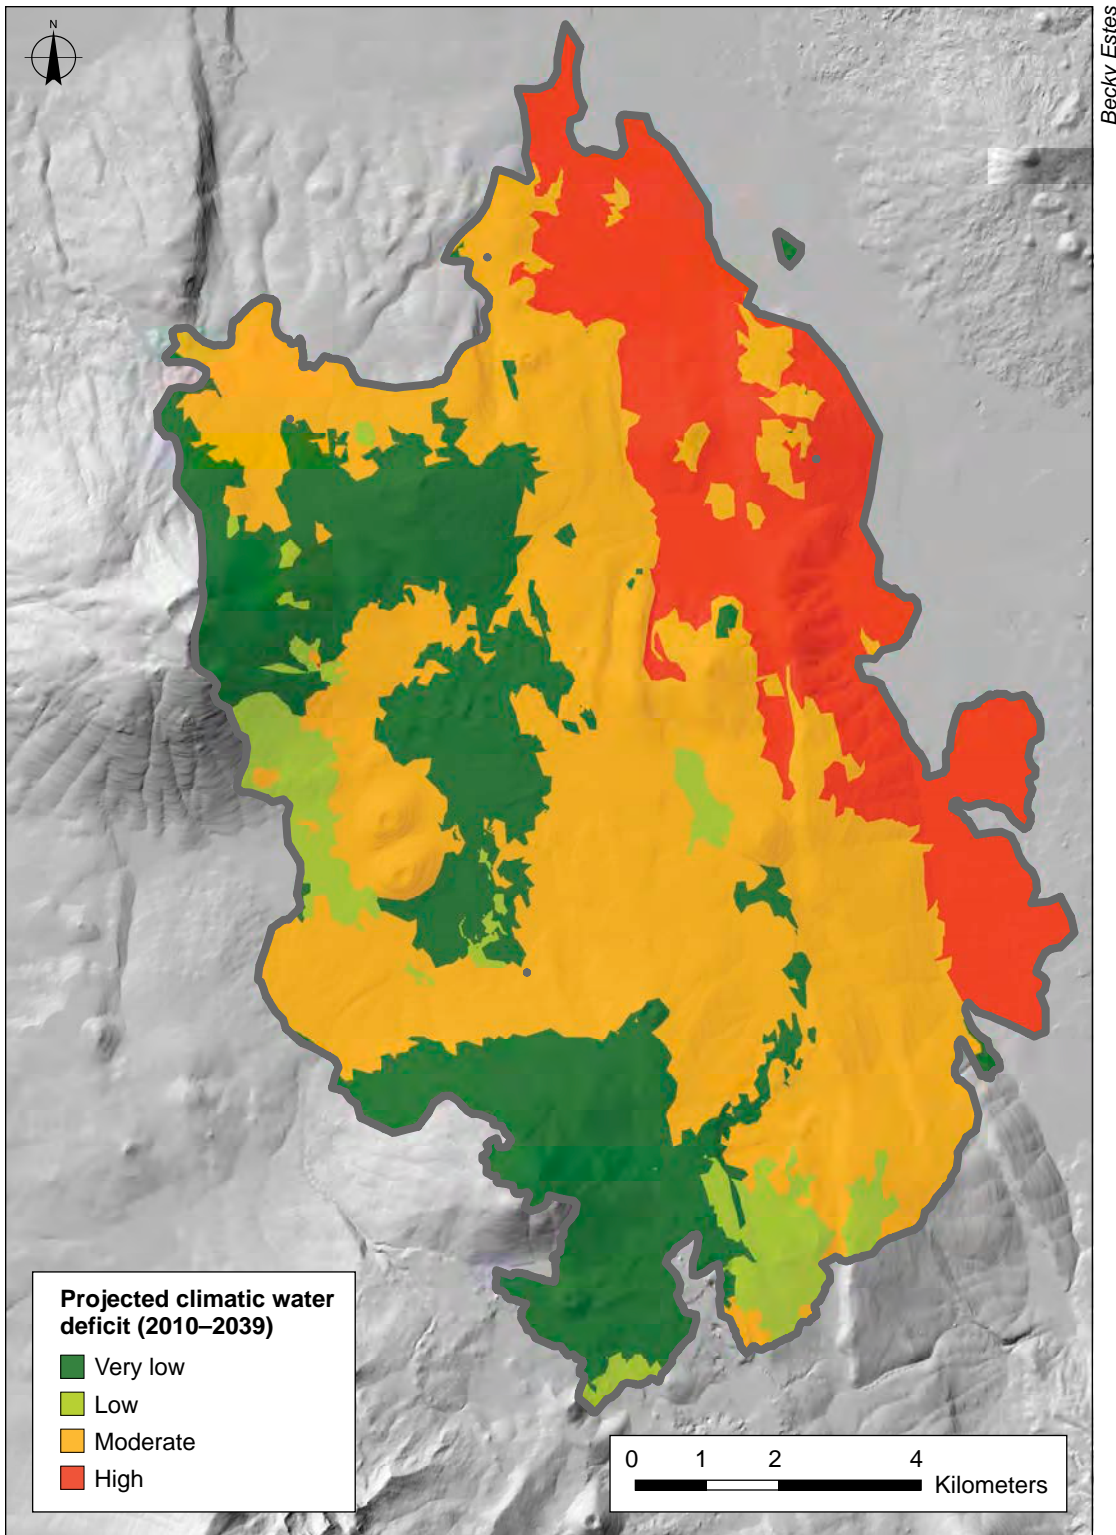 N
Becky Estes
Projected climatic water
deficit (2010–2039)
Very low
Low
Moderate
High
0 1 2 4
Kilometers